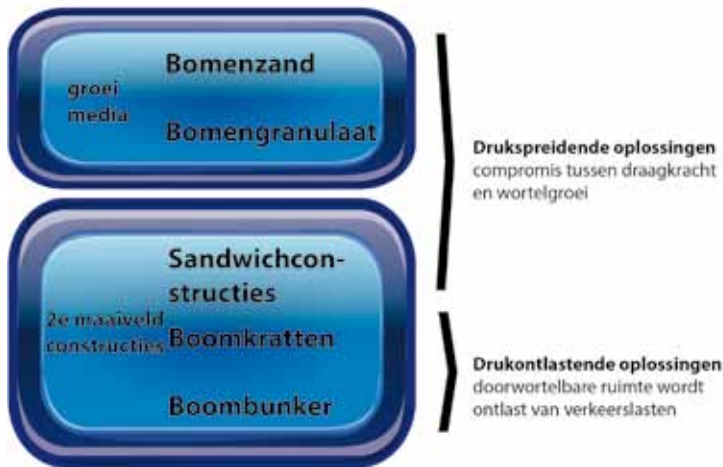 groei
media
Bomenzand
Bomengranulaat
Drukspreidende oplossingen
compromis tussen draagkracht
en wortelgroei
2e maaiveld
constructies
Sandwichcon-
structies
Boomkratten
Boombunker
Drukontlastende oplossingen
doorwortelbare ruimte wordt
ontlast van verkeerslasten